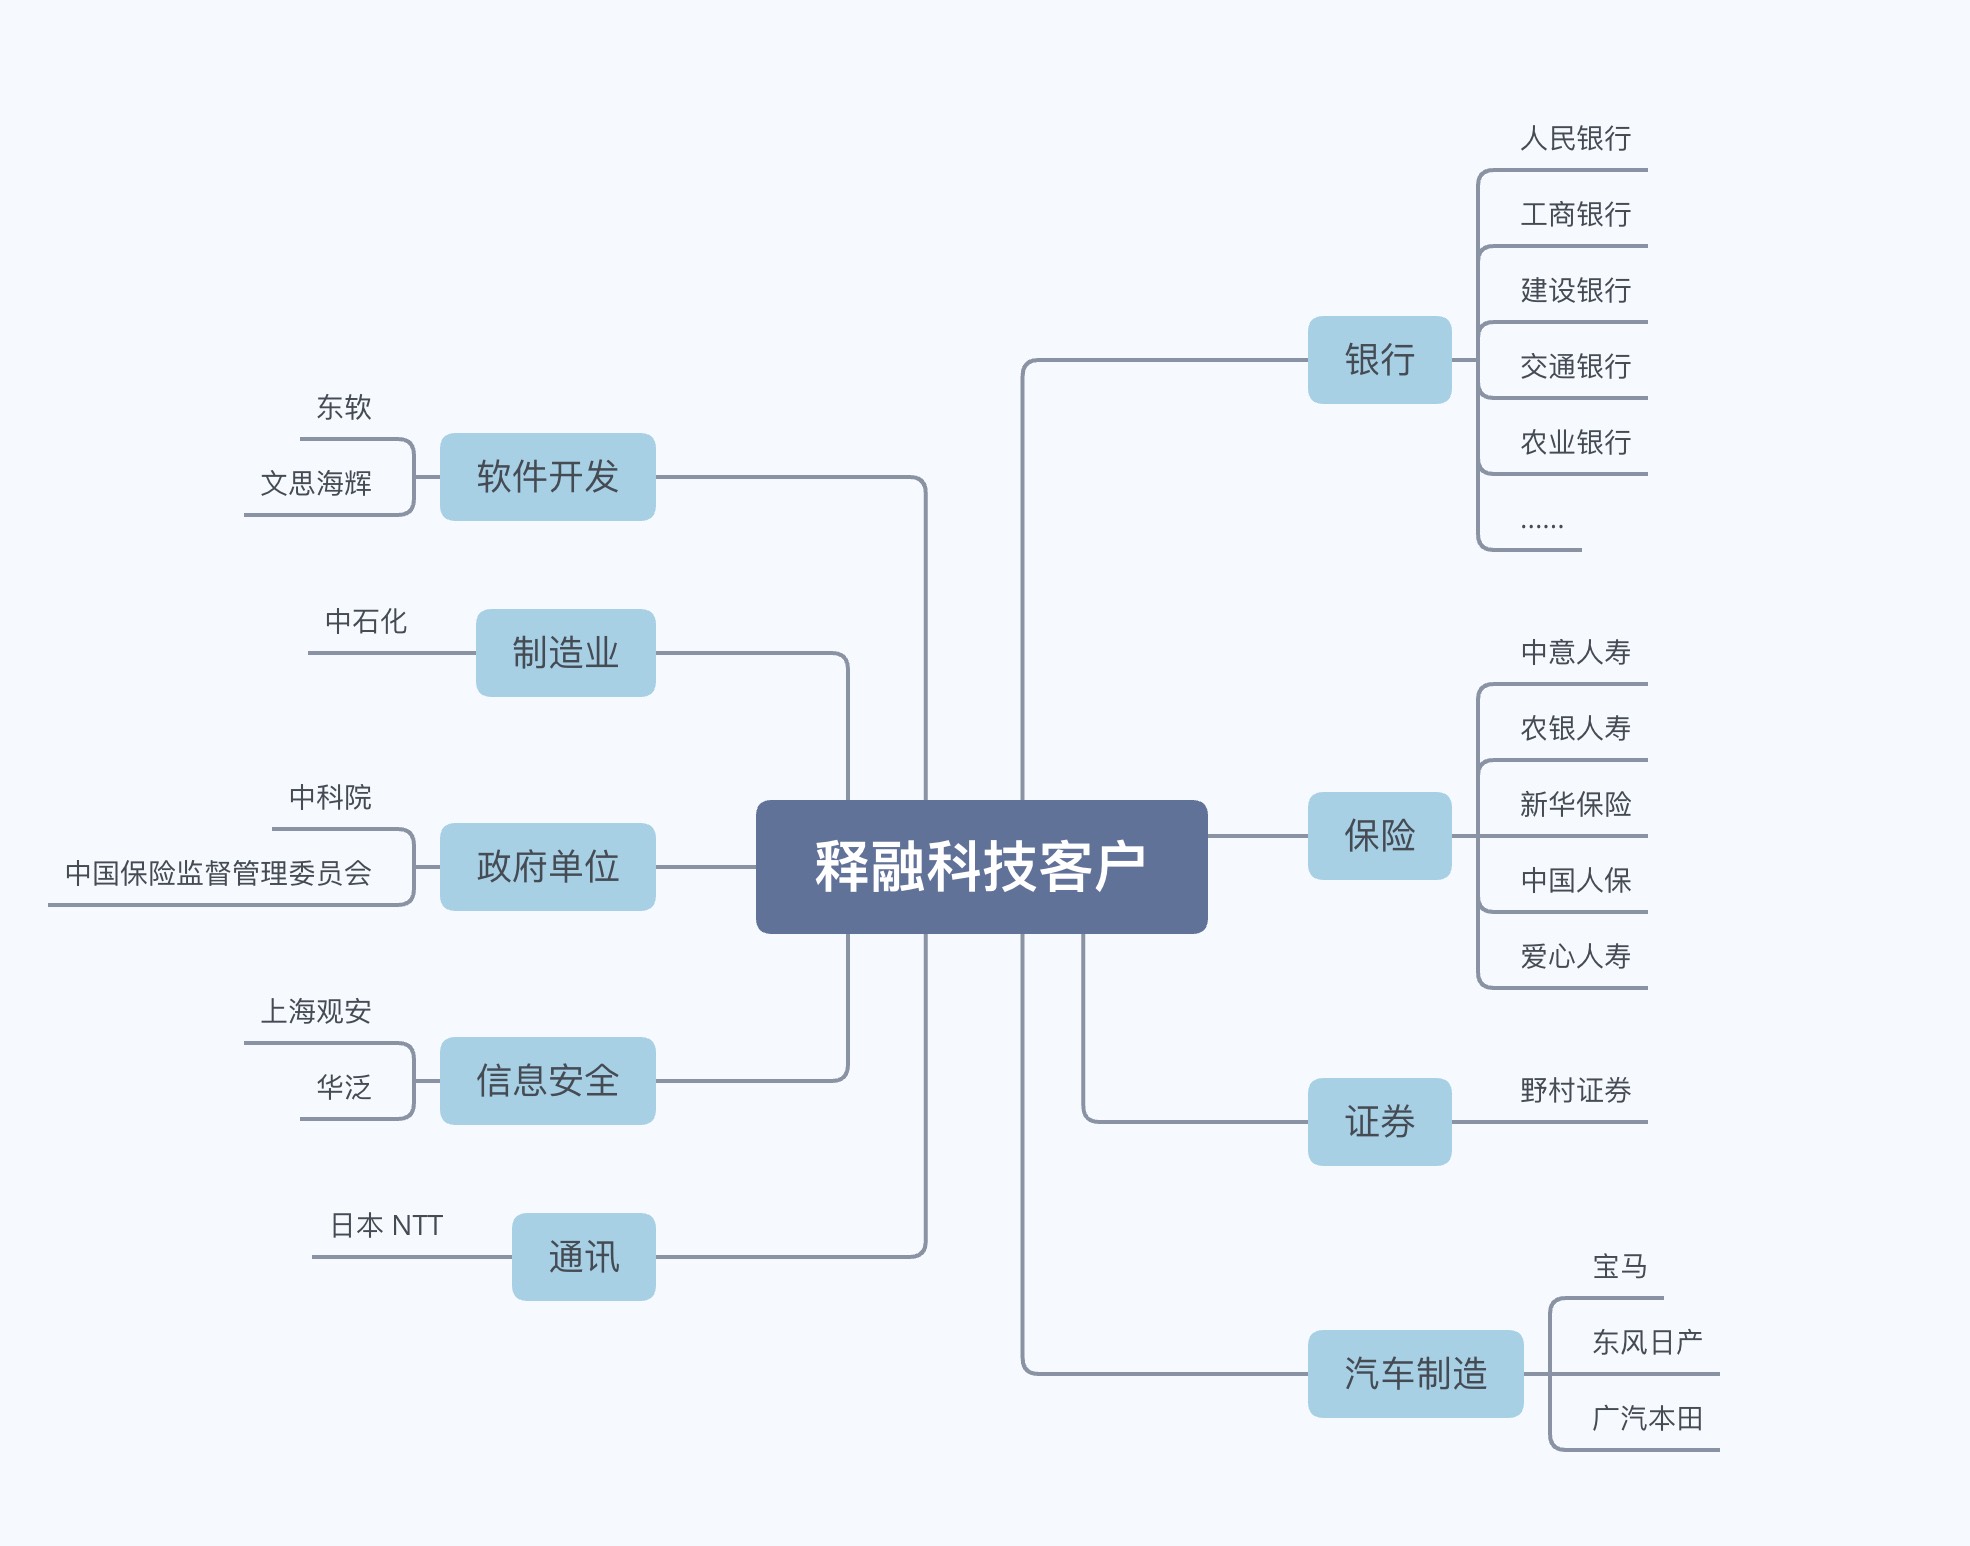 释融科技客户
银行
人民银行
工商银行
建设银行
交通银行
农业银行
......
保险
中意人寿
农银人寿
新华保险
中国人保
爱心人寿
证券
野村证券
汽车制造
宝马
东风日产
广汽本田
软件开发
东软
文思海辉
制造业
中石化
政府单位
中科院
中国保险监督管理委员会
信息安全
上海观安
华泛
通讯
日本 NTT